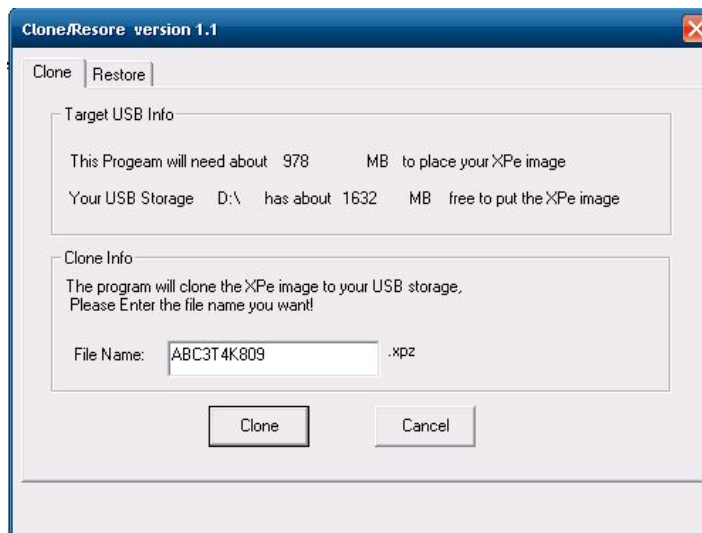 Clone/Resore version 1.1
Clone Restore
Target USB Info
This Progeam will need about 978 MB to place your XPe image
Your USB Storage D:\ has about 1632 MB free to put the XPe image
Clone Info
The program will clone the XPe image to your USB storage,
Please Enter the file name you want!
File Name: ABC3T4K809 .xpz
Clone Cancel